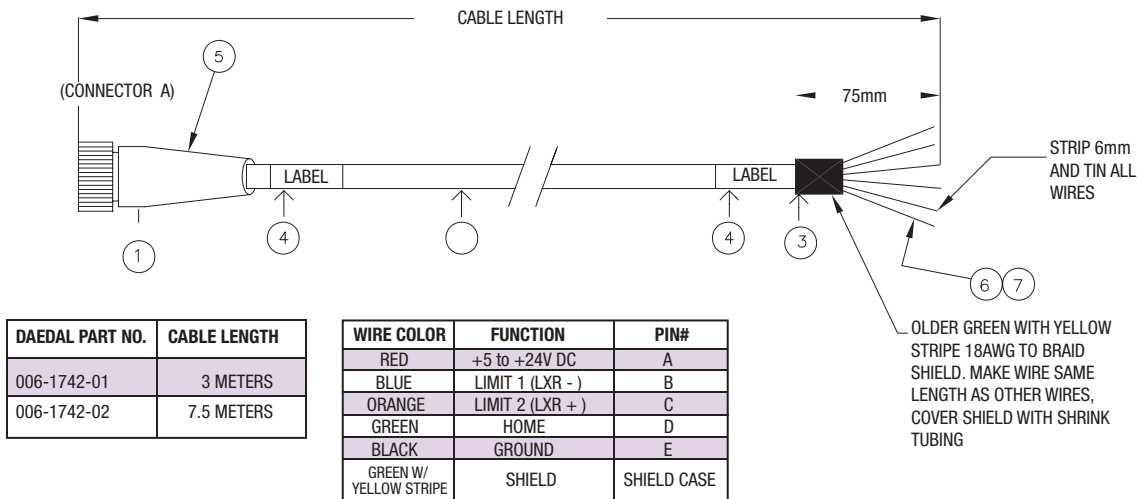 CABLE LENGTH
5
(CONNECTOR A)
75mm
STRIP 6mm
AND TIN ALL
WIRES
LABEL
LABEL
1
4
4
3
6 7
OLDER GREEN WITH YELLOW
STRIPE 18AWG TO BRAID
SHIELD. MAKE WIRE SAME
LENGTH AS OTHER WIRES,
COVER SHIELD WITH SHRINK
TUBING
DAEDAL PART NO. CABLE LENGTH
006-1742-01 3 METERS
006-1742-02 7.5 METERS
WIRE COLOR FUNCTION PIN#
RED +5 to +24V DC A
BLUE LIMIT 1 (LXR - ) B
ORANGE LIMIT 2 (LXR + ) C
GREEN HOME D
BLACK GROUND E
GREEN W/
YELLOW STRIPE SHIELD SHIELD CASE